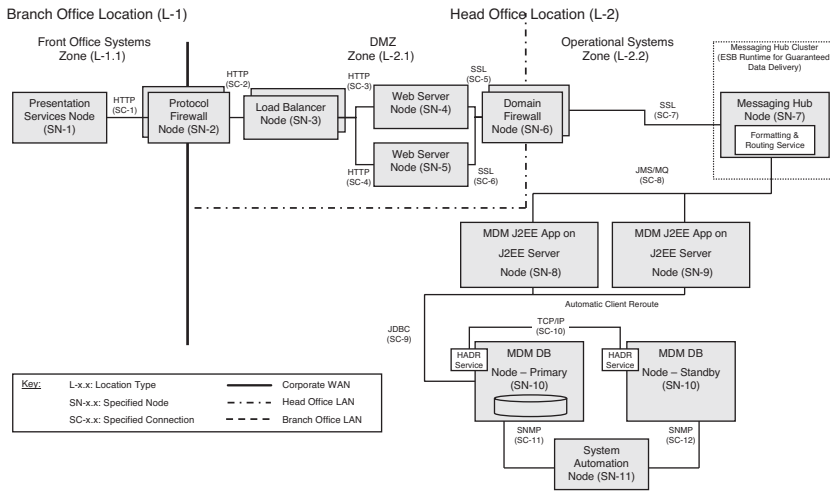 Branch Office Location (L-1)
Head Office Location (L-2)
Front Office Systems
Zone (L-1.1)
DMZ
Zone (L-2.1)
Operational Systems
Zone (L-2.2)
Messaging Hub Cluster
(ESB Runtime for Guaranteed
Data Delivery)
Presentation
Services Node
(SN-1)
HTTP
(SC-1)
Protocol
Firewall
Node (SN-2)
HTTP
(SC-2)
Load Balancer
Node (SN-3)
HTTP
(SC-3)
HTTP
(SC-4)
Web Server
Node (SN-4)
Web Server
Node (SN-5)
SSL
(SC-5)
SSL
(SC-6)
Domain
Firewall
Node (SN-6)
SSL
(SC-7)
Messaging Hub
Node (SN-7)
Formatting &
Routing Service
JMS/MQ
(SC-8)
MDM J2EE App on
J2EE Server
Node (SN-8)
MDM J2EE App on
J2EE Server
Node (SN-9)
Automatic Client Reroute
JDBC
(SC-9)
TCP/IP
(SC-10)
HADR
Service
MDM DB
Node – Primary
(SN-10)
HADR
Service
MDM DB
Node – Standby
(SN-10)
SNMP
(SC-11)
SNMP
(SC-12)
System
Automation
Node (SN-11)
Key:
L-x.x: Location Type
SN-x.x: Specified Node
SC-x.x: Specified Connection
Corporate WAN
Head Office LAN
Branch Office LAN